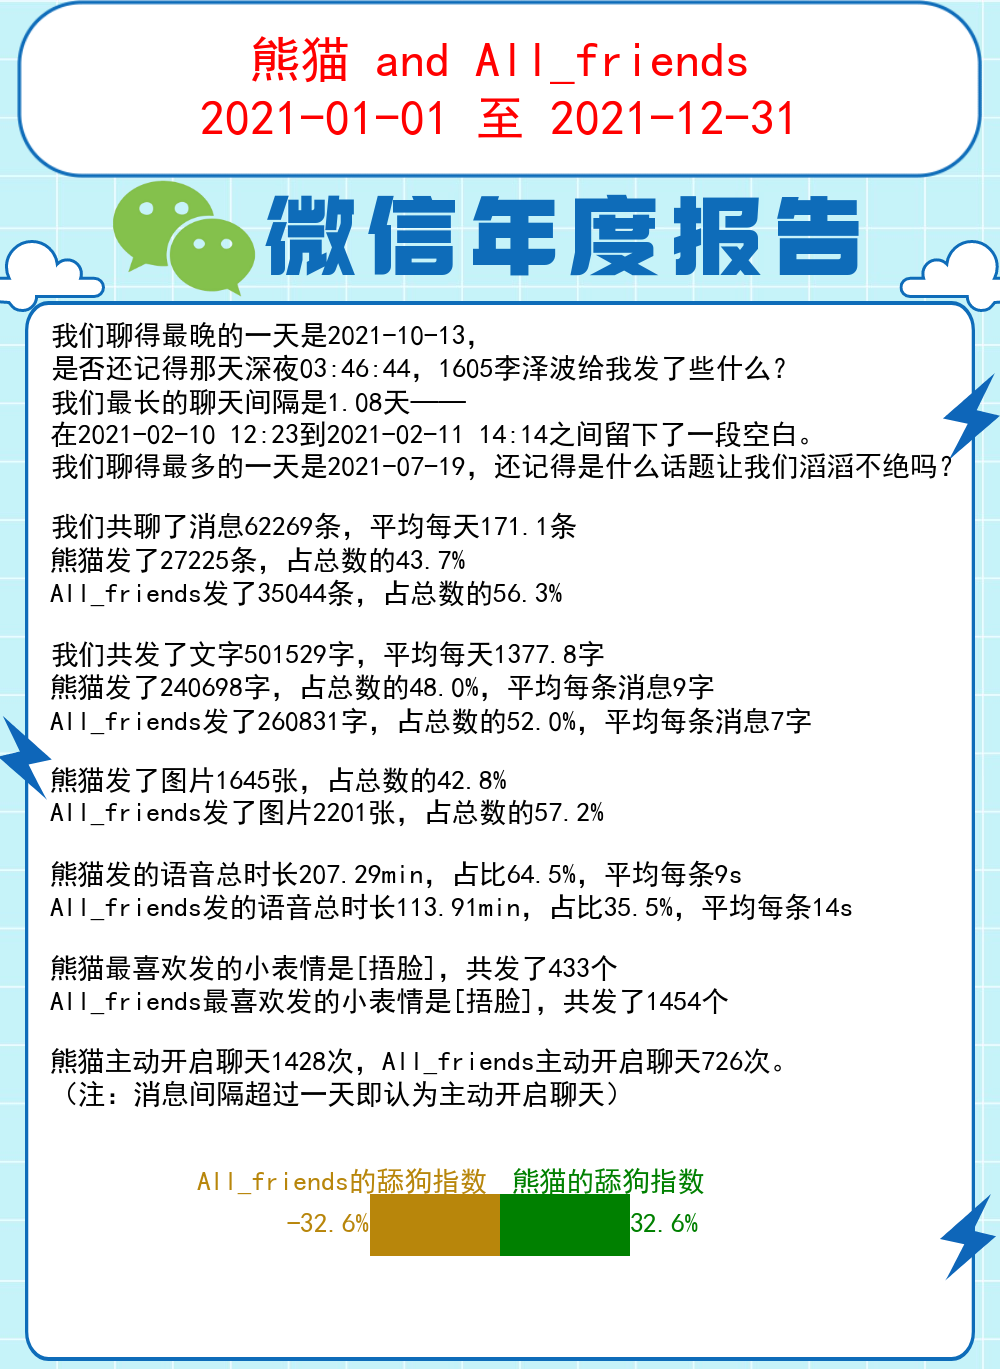 熊猫 and All_friends
2021-01-01 至 2021-12-31
微信年度报告
我们聊得最晚的一天是2021-10-13，
是否还记得那天深夜03:46:44，1605李泽波给我发了些什么？
我们最长的聊天间隔是1.08天——
在2021-02-10 12:23到2021-02-11 14:14之间留下了一段空白。
我们聊得最多的一天是2021-07-19，还记得是什么话题让我们滔滔不绝吗？
我们共聊了消息62269条，平均每天171.1条
熊猫发了27225条，占总数的43.7%
All_friends发了35044条，占总数的56.3%
我们共发了文字501529字，平均每天1377.8字
熊猫发了240698字，占总数的48.0%，平均每条消息9字
All_friends发了260831字，占总数的52.0%，平均每条消息7字
熊猫发了图片1645张，占总数的42.8%
All_friends发了图片2201张，占总数的57.2%
熊猫发的语音总时长207.29min，占比64.5%，平均每条9s
All_friends发的语音总时长113.91min，占比35.5%，平均每条14s
熊猫最喜欢发的小表情是[捂脸]，共发了433个
All_friends最喜欢发的小表情是[捂脸]，共发了1454个
熊猫主动开启聊天1428次，All_friends主动开启聊天726次。
（注：消息间隔超过一天即认为主动开启聊天）
All_friends的舔狗指数 熊猫的舔狗指数
-32.6% 32.6%